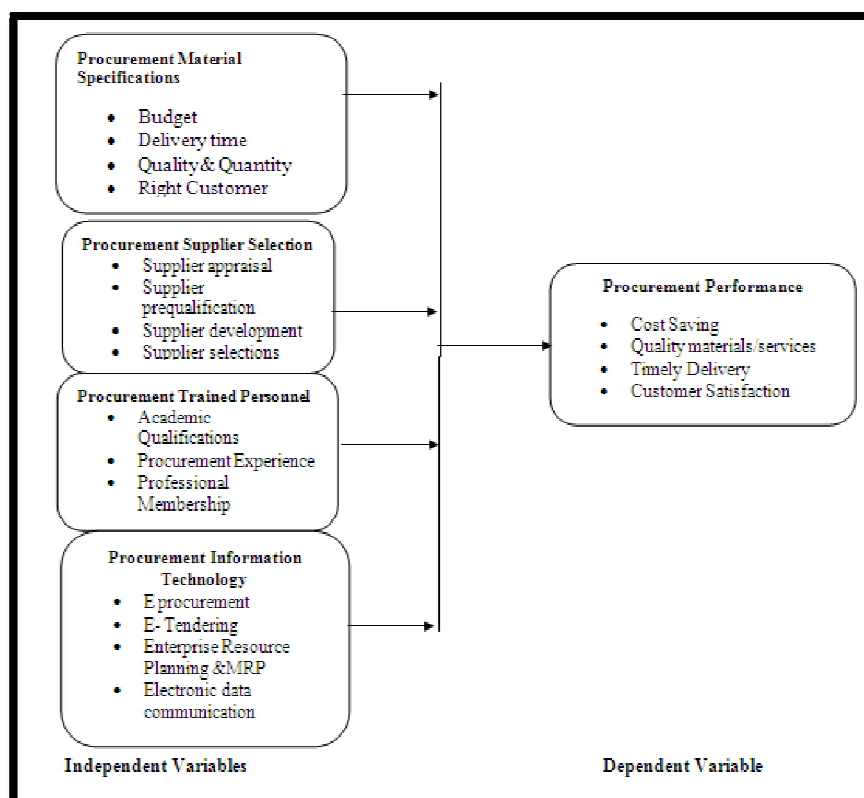 Procurement Material
Specifications
• Budget
• Delivery time
• Quality & Quantity
• Right Customer
Procurement Supplier Selection
• Supplier appraisal
• Supplier
prequalification
• Supplier development
• Supplier selections
Procurement Trained Personnel
• Academic
Qualifications
• Procurement Experience
• Professional
Membership
Procurement Information
Technology
• E procurement
• E- Tendering
• Enterprise Resource
Planning &MRP
• Electronic data
communication
Independent Variables
Procurement Performance
• Cost Saving
• Quality materials/services
• Timely Delivery
• Customer Satisfaction
Dependent Variable